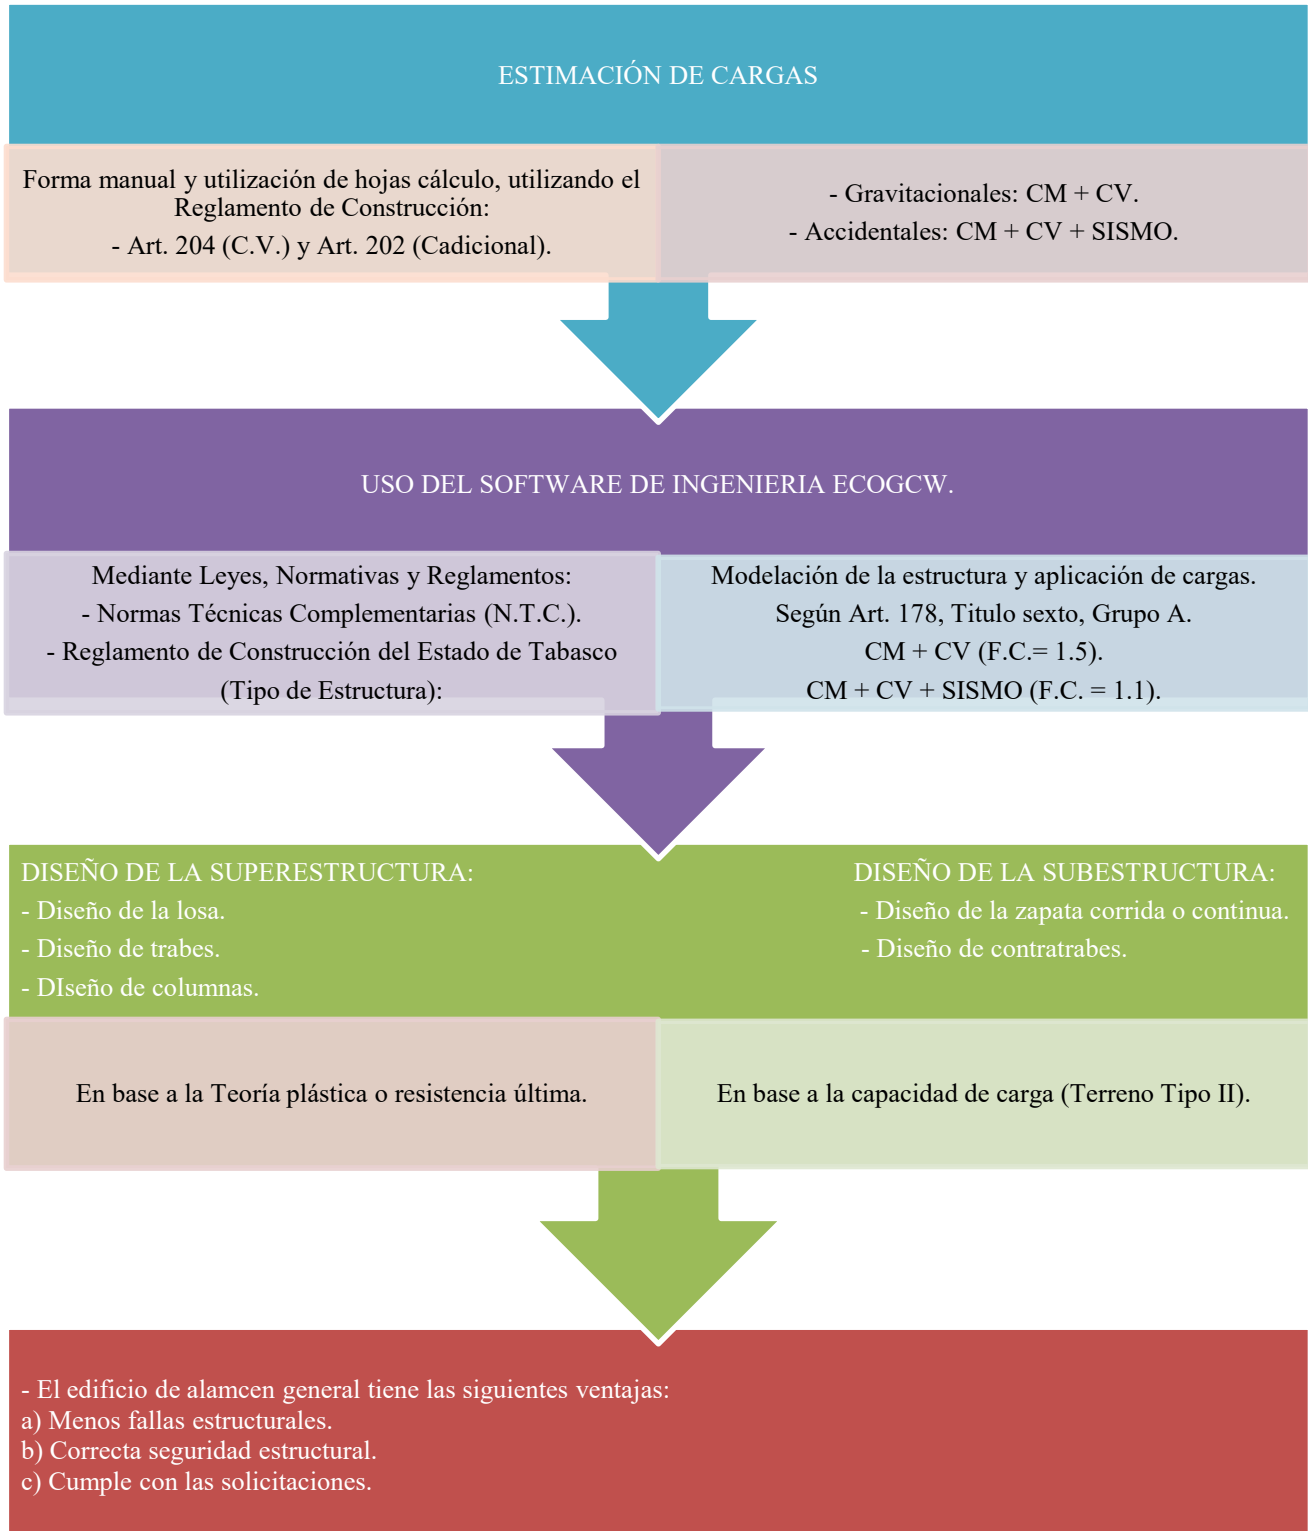 ESTIMACIÓN DE CARGAS
Forma manual y utilización de hojas cálculo, utilizando el
Reglamento de Construcción:
- Art. 204 (C.V.) y Art. 202 (Cadicional).
- Gravitacionales: CM + CV.
- Accidentales: CM + CV + SISMO.
USO DEL SOFTWARE DE INGENIERIA ECOGCW.
Mediante Leyes, Normativas y Reglamentos:
- Normas Técnicas Complementarias (N.T.C.).
- Reglamento de Construcción del Estado de Tabasco
(Tipo de Estructura):
Modelación de la estructura y aplicación de cargas.
Según Art. 178, Titulo sexto, Grupo A.
CM + CV (F.C.= 1.5).
CM + CV + SISMO (F.C. = 1.1).
DISEÑO DE LA SUPERESTRUCTURA:
- Diseño de la losa.
- Diseño de trabes.
- DIseño de columnas.
DISEÑO DE LA SUBESTRUCTURA:
- Diseño de la zapata corrida o continua.
- Diseño de contratrabes.
En base a la Teoría plástica o resistencia última.
En base a la capacidad de carga (Terreno Tipo II).
- El edificio de alamcen general tiene las siguientes ventajas:
a) Menos fallas estructurales.
b) Correcta seguridad estructural.
c) Cumple con las solicitaciones.